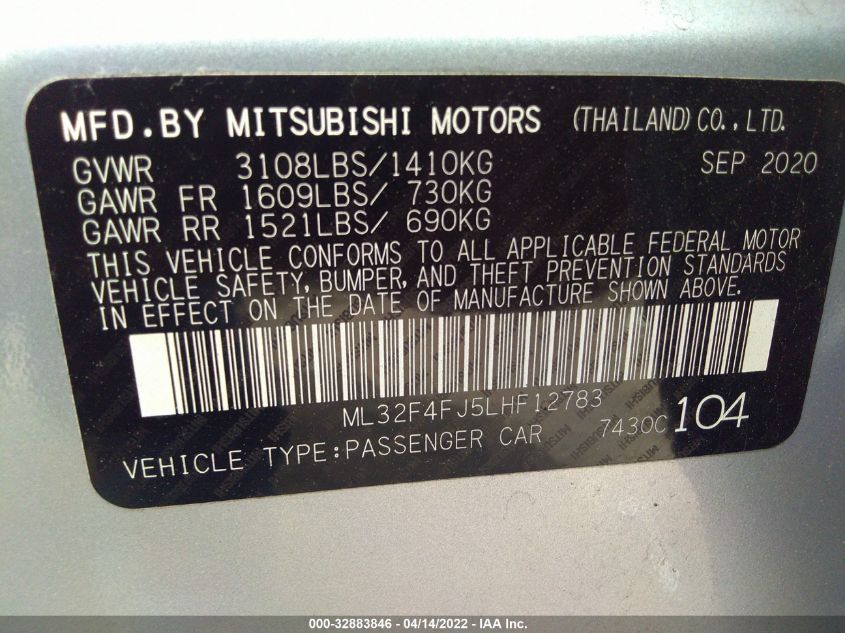 MFD.BY MITSUBISHI MOTORS (THAILAND) CO.,LTD.
GVWR 3108LBS/1410KG SEP 2020
GAWR FR 1609LBS/ 730KG
GAWR RR 1521LBS/ 690KG
THIS VEHICLE CONFORMS TO ALL APPLICABLE FEDERAL MOTOR
VEHICLE SAFETY, BUMPER, AND THEFT PREVENTION STANDARDS
IN EFFECT ON THE DATE OF MANUFACTURE SHOWN ABOVE.
ML32F4FJ5LHF12783
VEHICLE TYPE:PASSENGER CAR 7430C 104
000-32883846 - 04/14/2022 - IAA Inc.